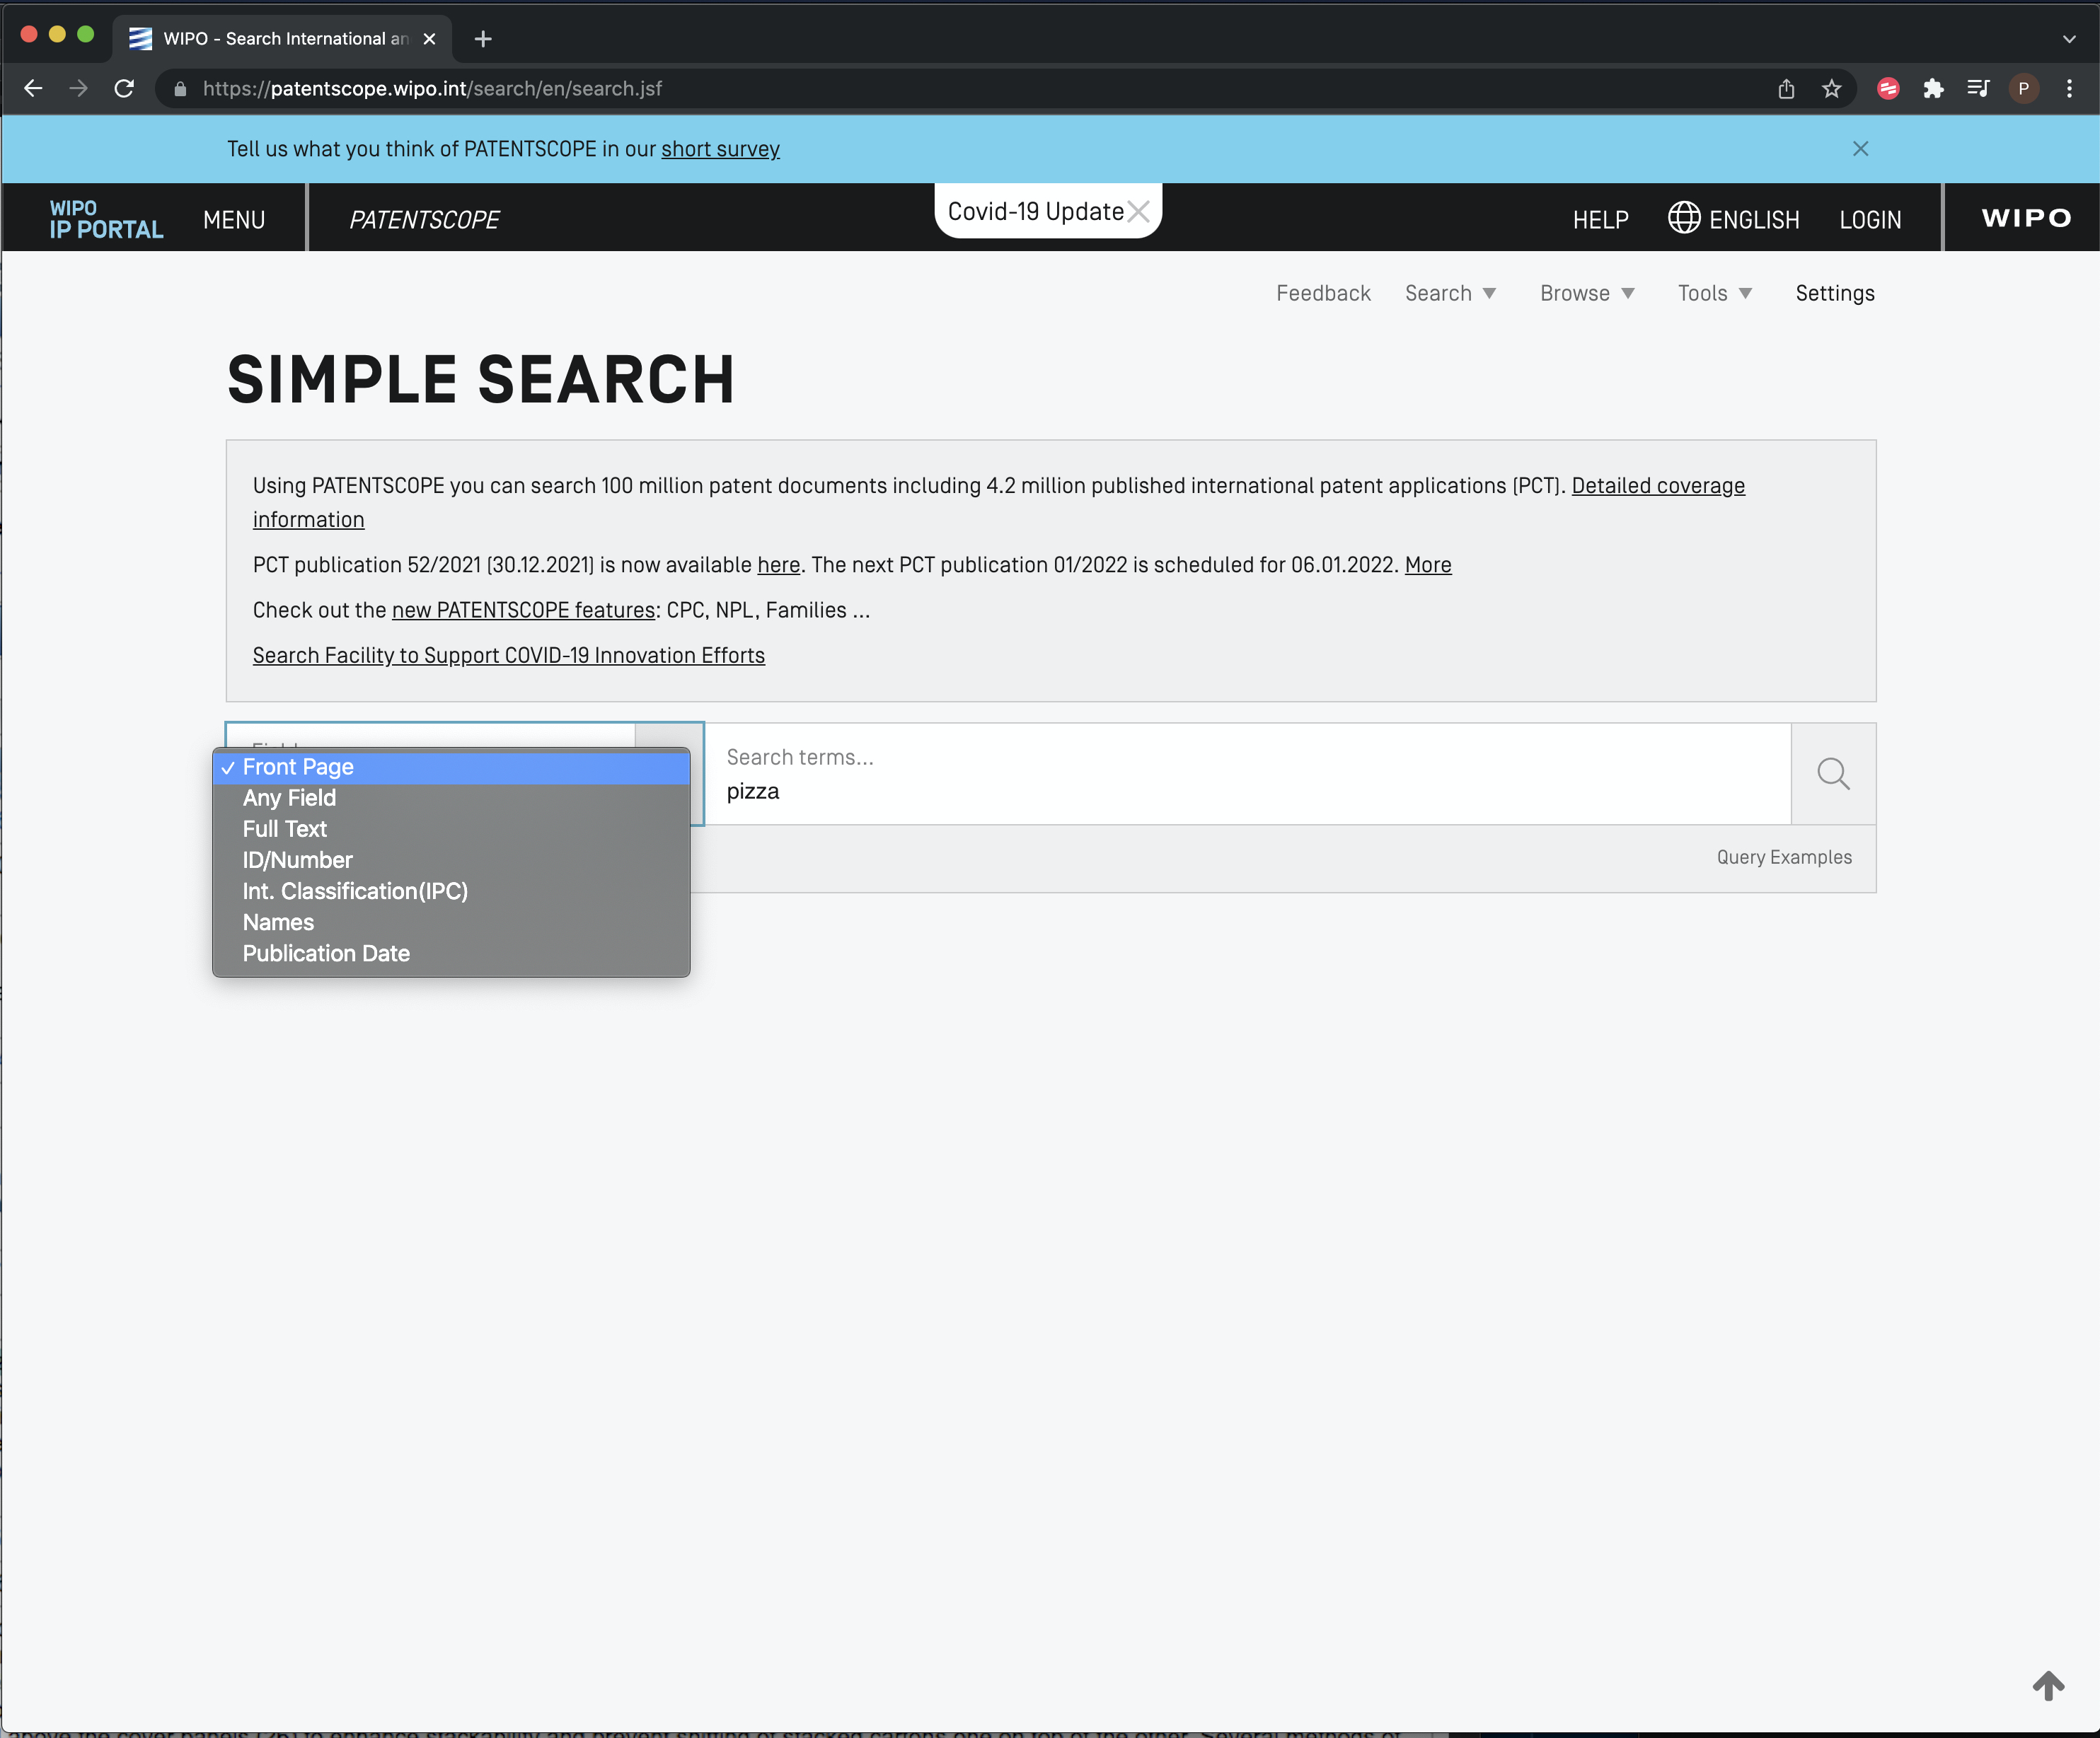 WIPO - Search International an
https://patentscope.wipo.int/search/en/search.jsf
P
Tell us what you think of PATENTSCOPE in our short survey
WIPO
IP PORTAL
MENU
PATENTSCOPE
Covid-19 Update
HELP
ENGLISH
LOGIN
WIPO
Feedback
Search
Browse
Tools
Settings
SIMPLE SEARCH
Using PATENTSCOPE you can search 100 million patent documents including 4.2 million published international patent applications (PCT). Detailed coverage
information
PCT publication 52/2021 (30.12.2021) is now available here. The next PCT publication 01/2022 is scheduled for 06.01.2022. More
Check out the new PATENTSCOPE features: CPC, NPL, Families ...
Search Facility to Support COVID-19 Innovation Efforts
Search terms...
pizza
Front Page
Any Field
Full Text
ID/Number
Int. Classification(IPC)
Names
Publication Date
Query Examples